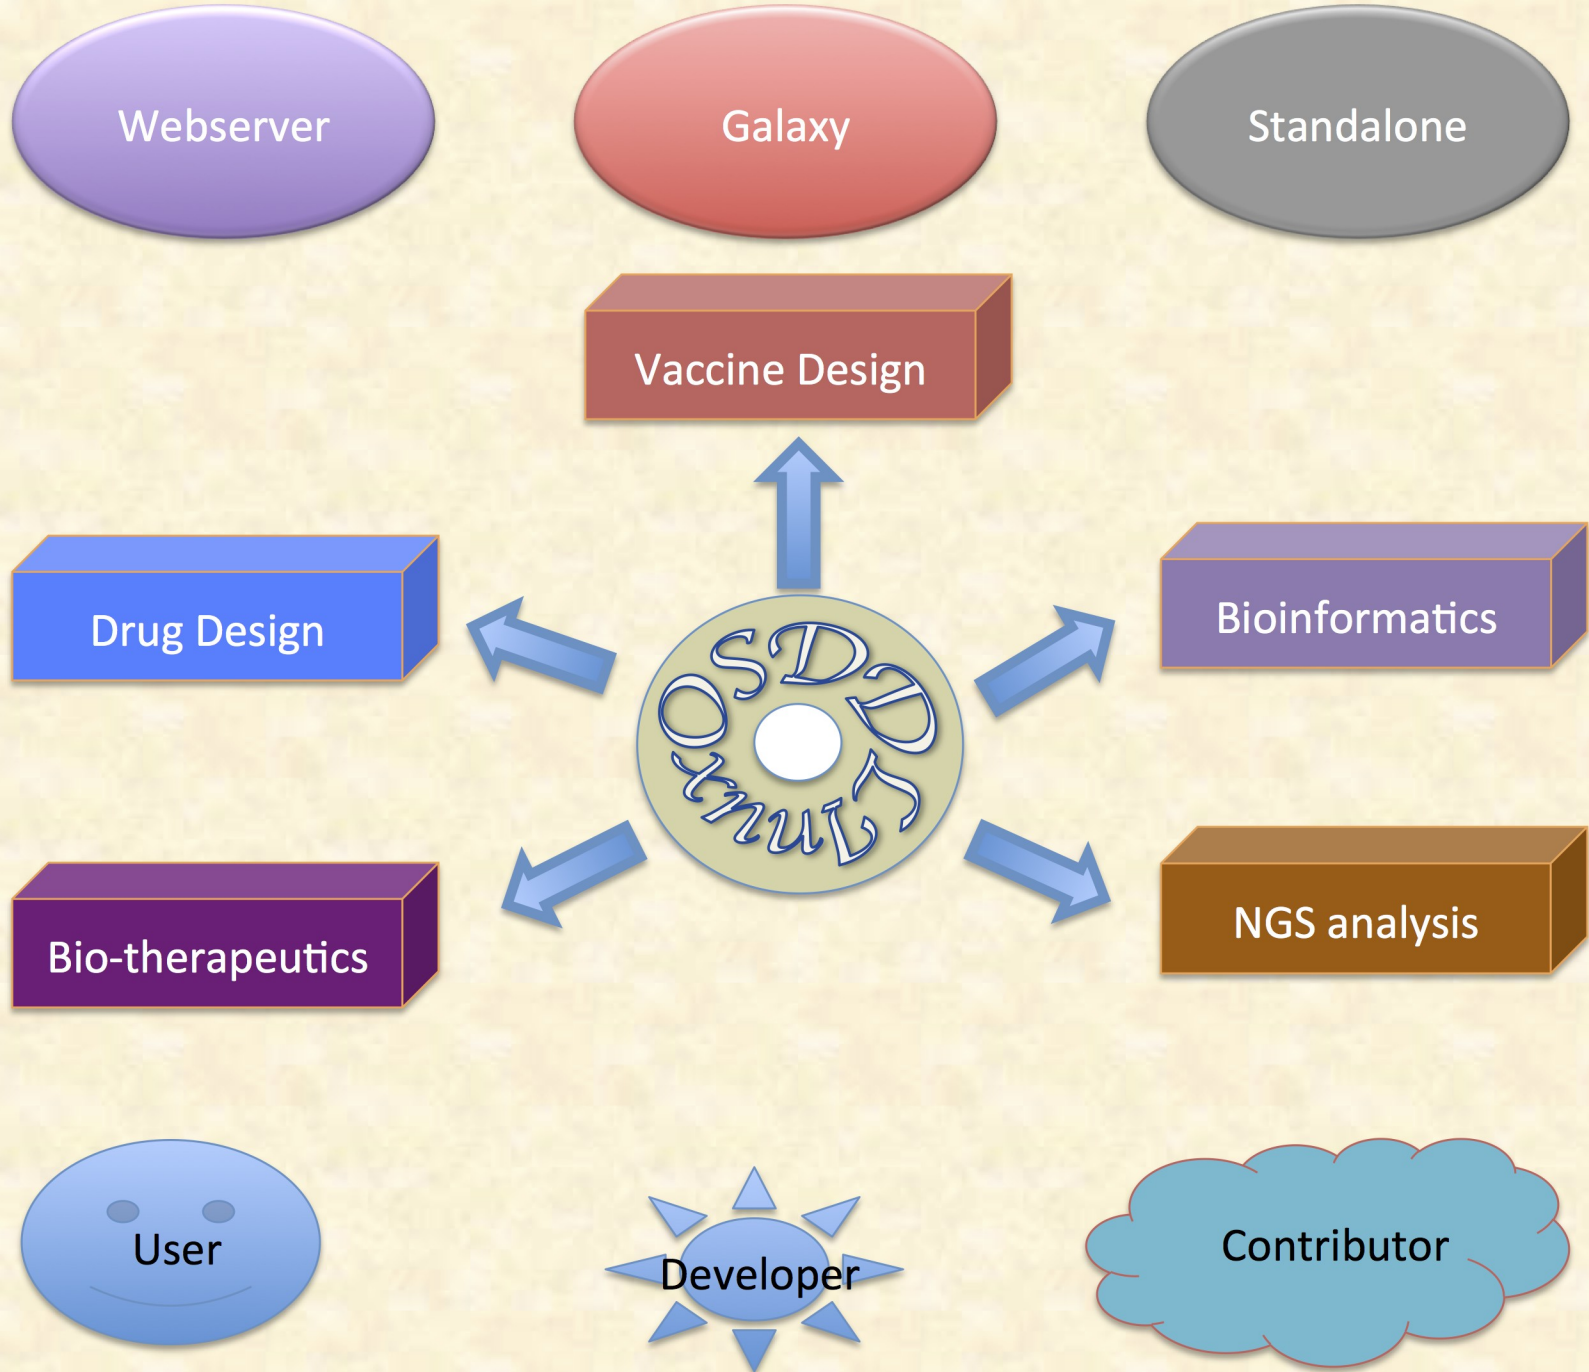 Webserver
Galaxy
Standalone
Vaccine Design
Drug Design
Bioinformatics
OSDDLinux
Bio-therapeutics
NGS analysis
User
Developer
Contributor